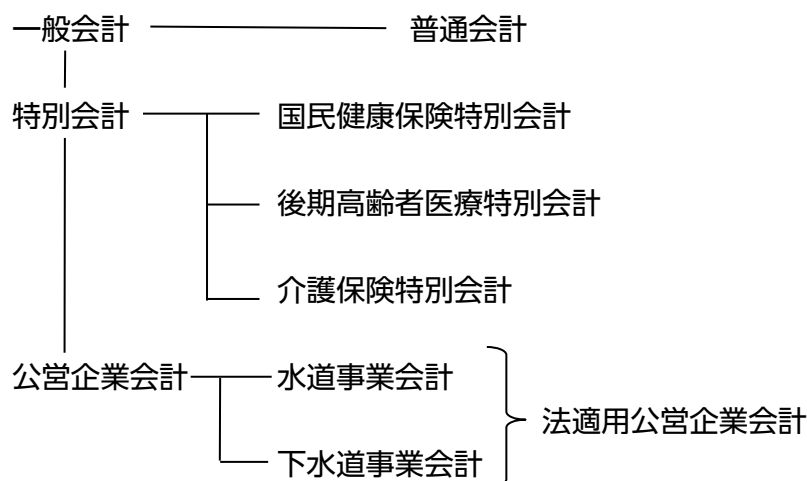 一般会計
普通会計
特別会計
国民健康保険特別会計
後期高齢者医療特別会計
介護保険特別会計
公営企業会計
水道事業会計
法適用公営企業会計
下水道事業会計